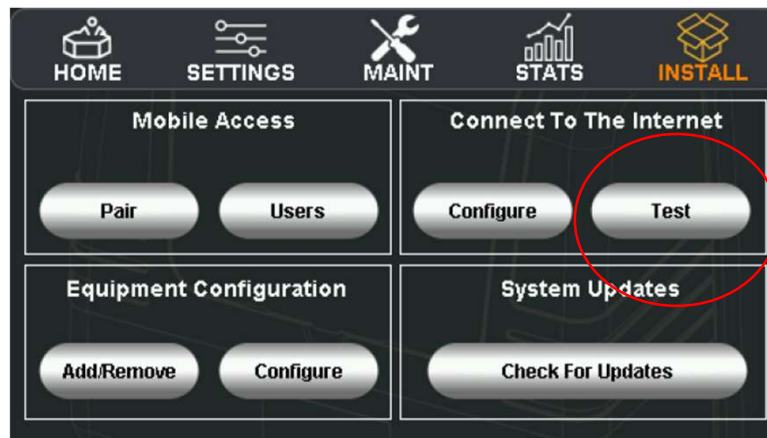 HOME SETTINGS MAINT STATS INSTALL
Mobile Access
Pair Users
Connect To The Internet
Configure Test
Equipment Configuration
Add/Remove Configure
System Updates
Check For Updates